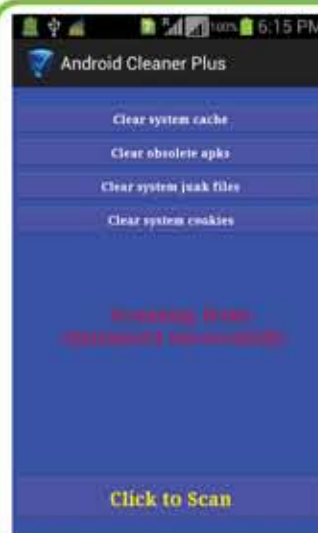 100% 6:15 PM
Android Cleaner Plus
Clear system cache
Clear obsolete apks
Clear system junk files
Clear system cookies
Click to Scan